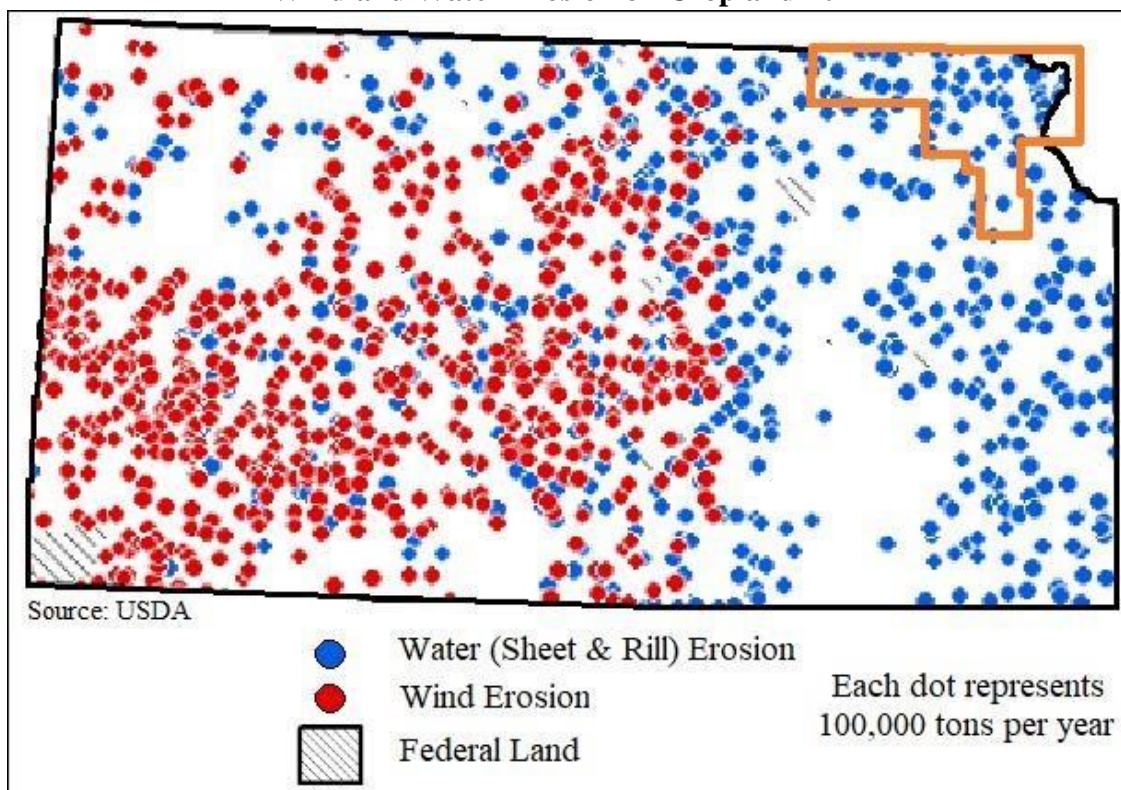 Source: USDA
Water (Sheet & Rill) Erosion
Wind Erosion
Federal Land
Each dot represents
100,000 tons per year